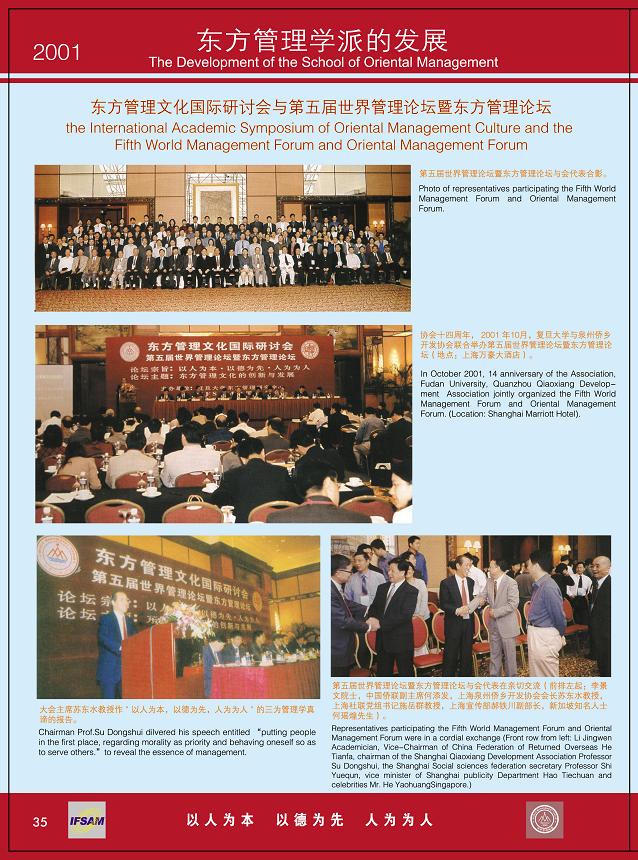 2001
东方管理学派的发展
The Development of the School of Oriental Management
东方管理文化国际研讨会与第五届世界管理论坛暨东方管理论坛
the International Academic Symposium of Oriental Management Culture and the
Fifth World Management Forum and Oriental Management Forum
第五届世界管理论坛暨东方管理论坛与会代表合影。
Photo of representatives participating the Fifth World
Management Forum and Oriental Management
Forum.
协会十四周年， 2001 年10月，复旦大学与泉州侨乡
开发协会联合举办第五届世界管理论坛暨东方管理论
坛（地点：上海万豪大酒店）。
In October 2001, 14 anniversary of the Association,
Fudan University, Quanzhou Qiaoxiang Develop-
ment Association jointly organized the Fifth World
Management Forum and Oriental Management
Forum. (Location: Shanghai Marriott Hotel).
东方管理文化国际研讨会
第五届世界管理论坛暨东方管理论坛
论坛宗旨：以人为本·以德为先·人为为人
论坛主题：东方管理文化的创新与发展
东方管理文化国际研讨会
第五届世界管理论坛暨东方管理论坛
大会主席苏东水教授作“以人为本，以德为先，人为为人”的三为管理学真
谛的报告。
Chairman Prof.Su Dongshui dilvered his speech entitled “putting people
in the first place, regarding morality as priority and behaving oneself so as
to serve others.” to reveal the essence of management.
第五届世界管理论坛暨东方管理论坛与会代表在亲切交流（前排左起：李景
文院士，中国侨联副主席何添发，上海泉州侨乡开发协会会长苏东水教授，
上海社联党组书记施岳群教授，上海宣传部郝铁川副部长，新加坡知名人士
何瑶煌先生）。
Representatives participating the Fifth World Management Forum and Oriental
Management Forum were in a cordial exchange (Front row from left: Li Jingwen
Academician, Vice-Chairman of China Federation of Returned Overseas He
Tianfa, chairman of the Shanghai Qiaoxiang Development Association Professor
Su Dongshui, the Shanghai Social sciences federation secretary Professor Shi
Yuequn, vice minister of Shanghai publicity Department Hao Tiechuan and
celebrities Mr. He YaohuangSingapore.)
35
IFSAM
以人为本 以德为先 人为为人